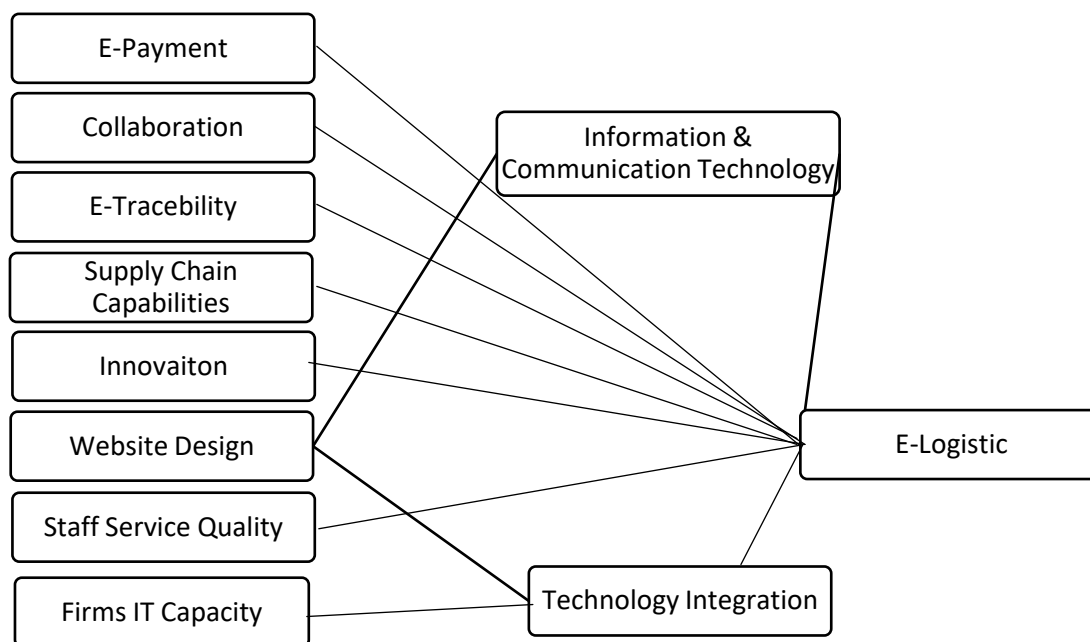 E-Payment
Collaboration
E-Tracebility
Supply Chain
Capabilities
Innovaiton
Website Design
Staff Service Quality
Firms IT Capacity
Information &
Communication Technology
Technology Integration
E-Logistic